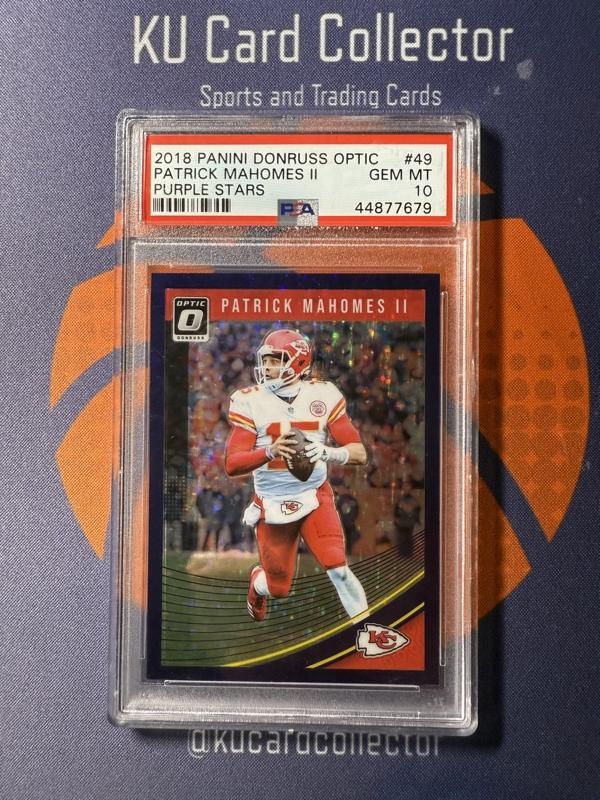 KU Card Collector
Sports and Trading Cards
2018 PANINI DONRUSS OPTIC #49
PATRICK MAHOMES II GEM MT
PURPLE STARS 10
PSA 44877679
OPTIC
DONRUSS
PATRICK MAHOMES II
15
KC
@kucardcollector